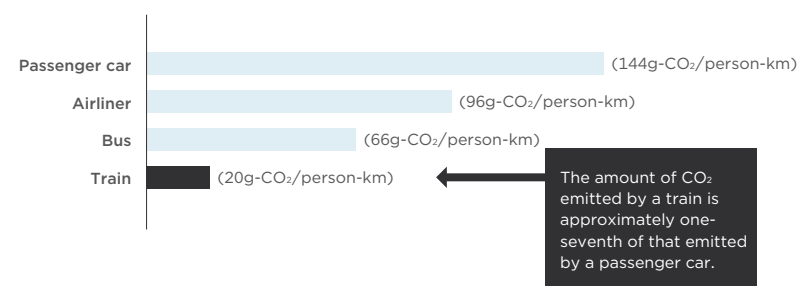 Passenger car (144g-CO₂/person-km)
Airliner (96g-CO₂/person-km)
Bus (66g-CO₂/person-km)
Train (20g-CO₂/person-km)
The amount of CO₂
emitted by a train is
approximately one-
seventh of that emitted
by a passenger car.